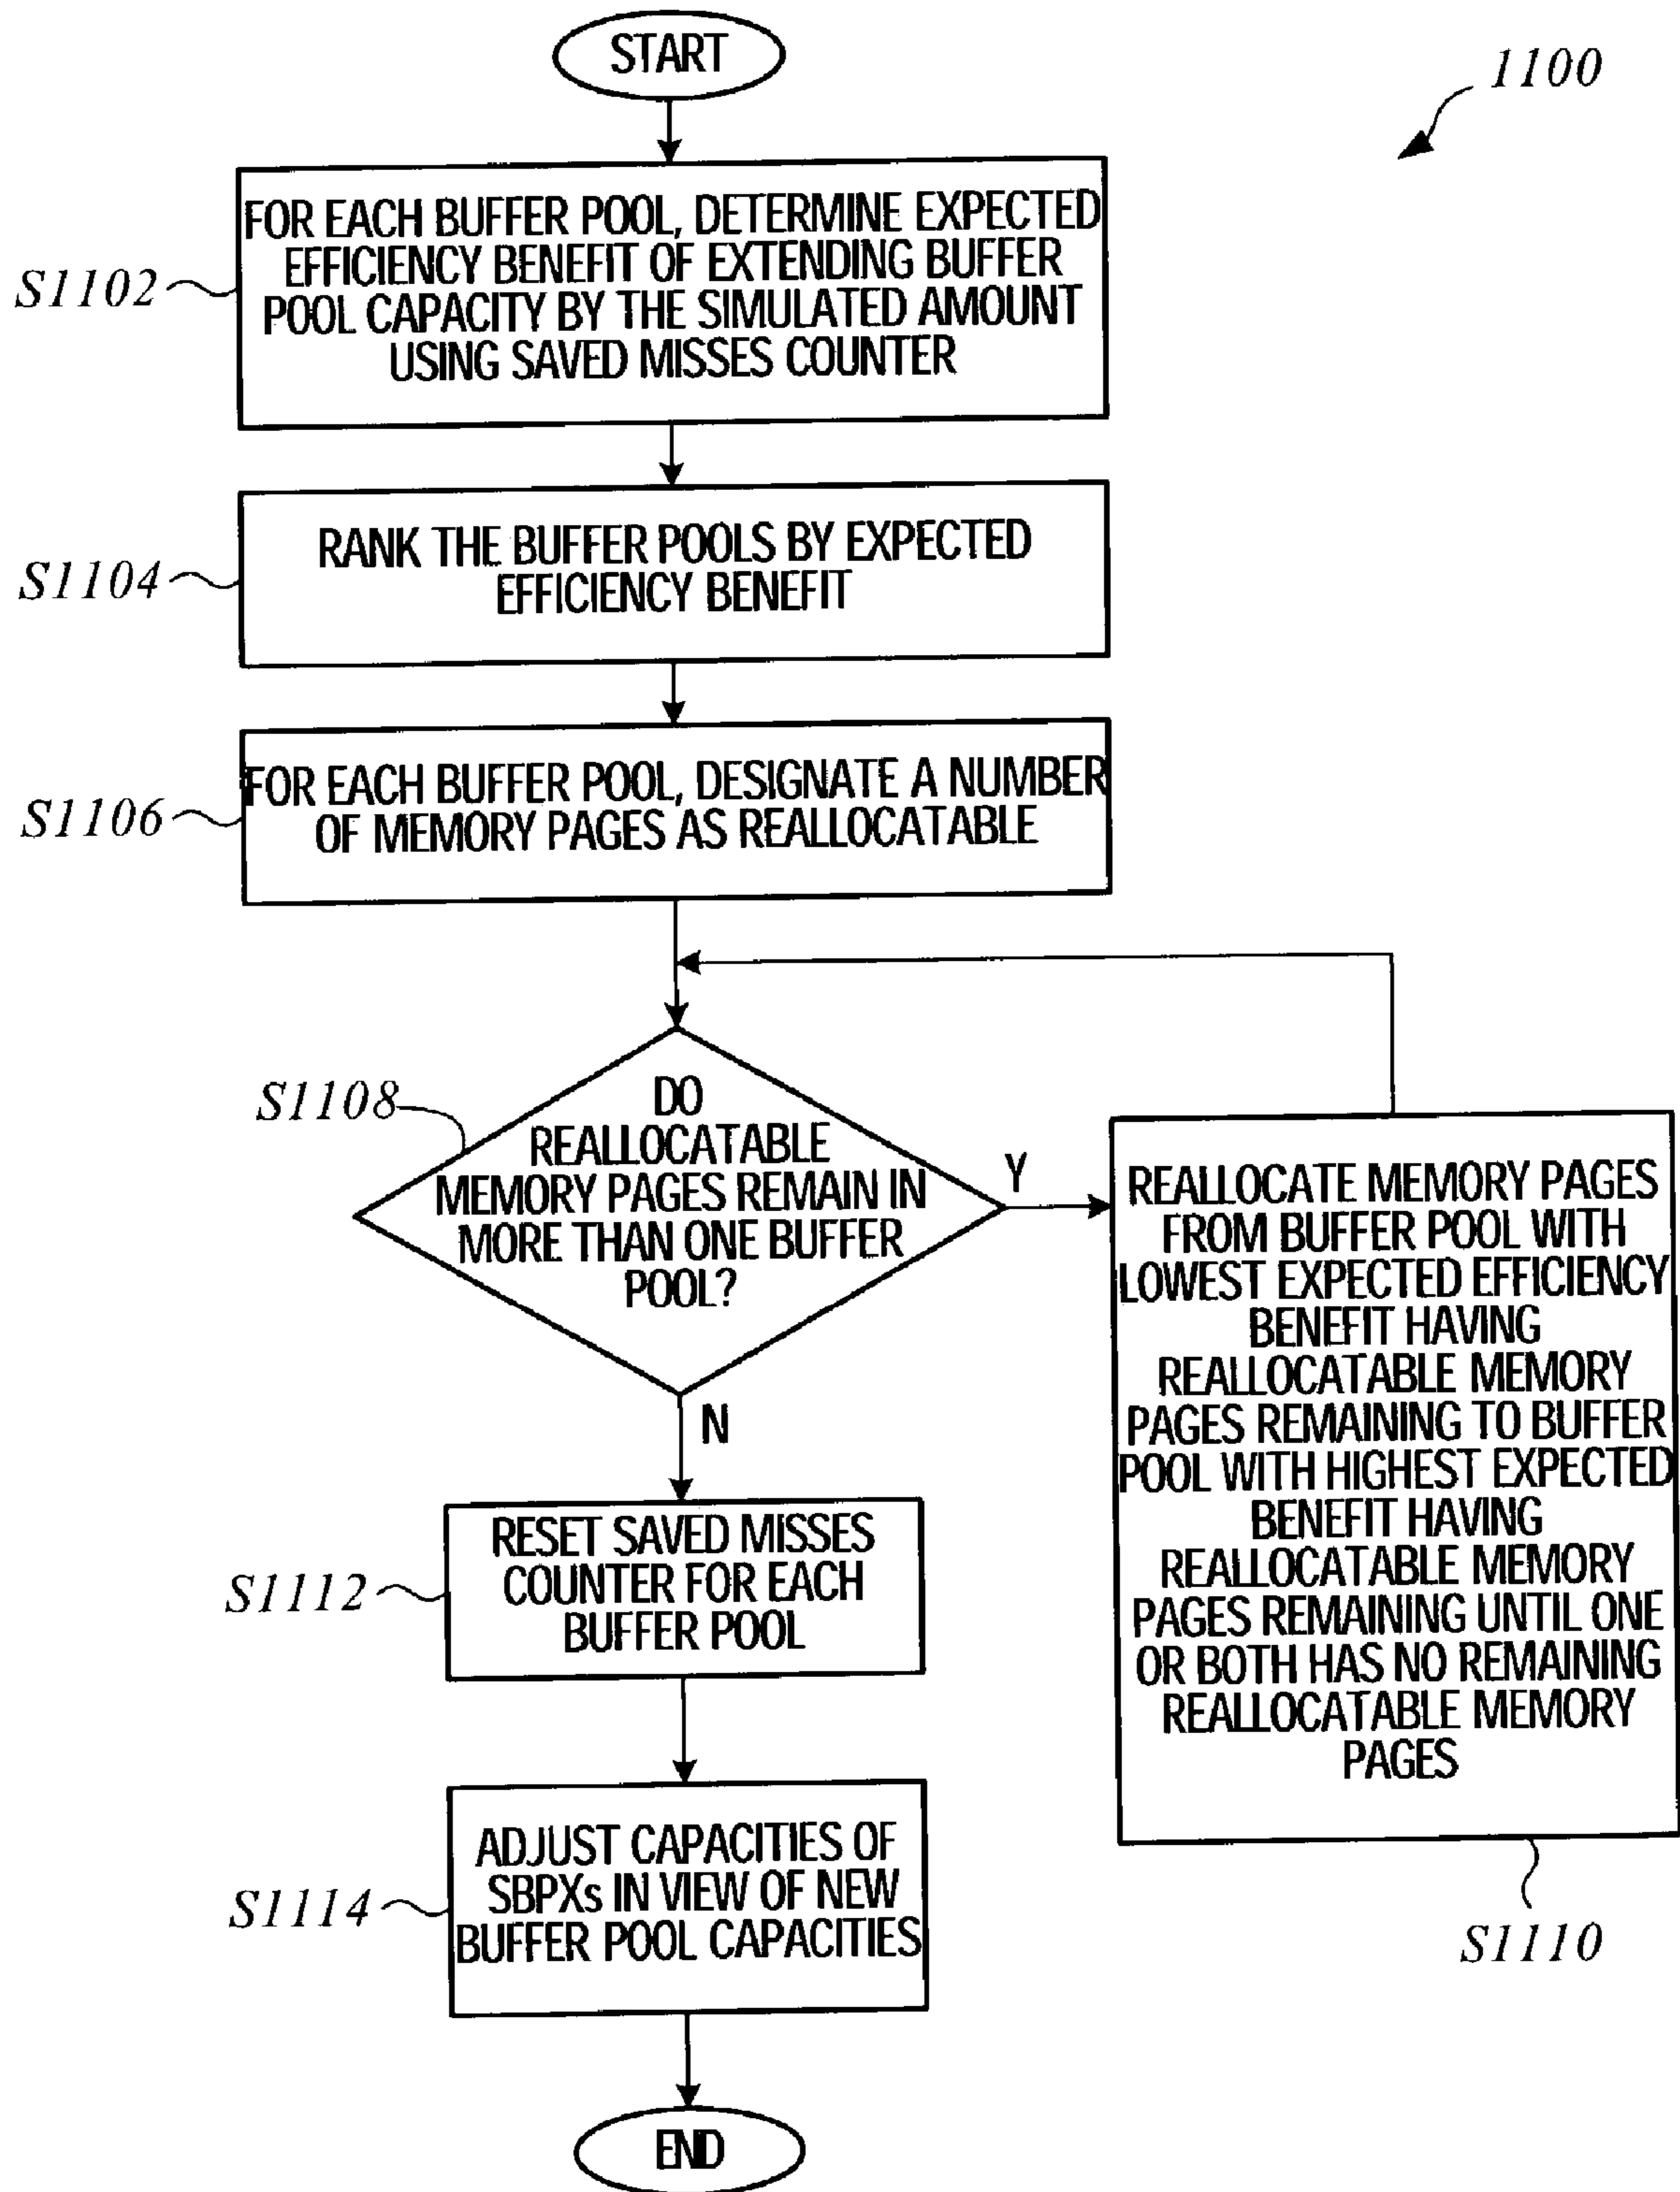 START
1100
FOR EACH BUFFER POOL, DETERMINE EXPECTED
EFFICIENCY BENEFIT OF EXTENDING BUFFER
POOL CAPACITY BY THE SIMULATED AMOUNT
USING SAVED MISSES COUNTER
S1102
RANK THE BUFFER POOLS BY EXPECTED
EFFICIENCY BENEFIT
S1104
FOR EACH BUFFER POOL, DESIGNATE A NUMBER
OF MEMORY PAGES AS REALLOCATABLE
S1106
S1108
DO
REALLOCATABLE
MEMORY PAGES REMAIN IN
MORE THAN ONE BUFFER
POOL?
Y
N
REALLOCATE MEMORY PAGES
FROM BUFFER POOL WITH
LOWEST EXPECTED EFFICIENCY
BENEFIT HAVING
REALLOCATABLE MEMORY
PAGES REMAINING TO BUFFER
POOL WITH HIGHEST EXPECTED
BENEFIT HAVING
REALLOCATABLE MEMORY
PAGES REMAINING UNTIL ONE
OR BOTH HAS NO REMAINING
REALLOCATABLE MEMORY
PAGES
S1110
RESET SAVED MISSES
COUNTER FOR EACH
BUFFER POOL
S1112
ADJUST CAPACITIES OF
SBPXs IN VIEW OF NEW
BUFFER POOL CAPACITIES
S1114
END